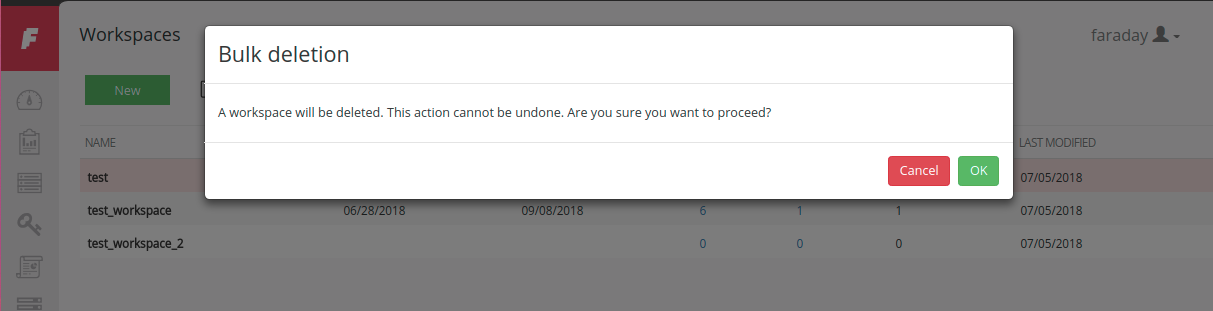 F
Workspaces
faraday
Bulk deletion
New
A workspace will be deleted. This action cannot be undone. Are you sure you want to proceed?
NAME
LAST MODIFIED
Cancel
OK
test
07/05/2018
test_workspace 06/28/2018 09/08/2018 6 1 1 07/05/2018
test_workspace_2 0 0 0 07/05/2018